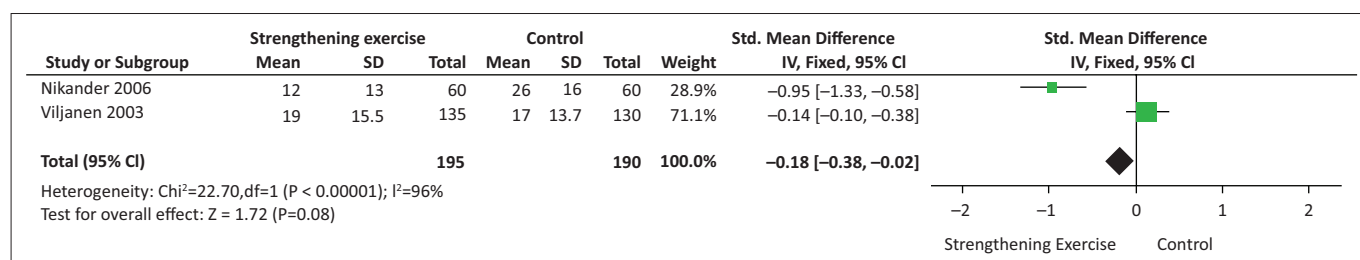 Strengthening exercise Control Std. Mean Difference Std. Mean Difference
Study or Subgroup Mean SD Total Mean SD Total Weight IV, Fixed, 95% Cl IV, Fixed, 95% Cl
Nikander 2006 12 13 60 26 16 60 28.9% –0.95 [–1.33, –0.58]
Viljanen 2003 19 15.5 135 17 13.7 130 71.1% –0.14 [–0.10, –0.38]
Total (95% Cl) 195 190 100.0% –0.18 [–0.38, –0.02]
Heterogeneity: Chi²=22.70,df=1 (P < 0.00001); l²=96%
Test for overall effect: Z = 1.72 (P=0.08)
–2 –1 0 1 2
Strengthening Exercise Control